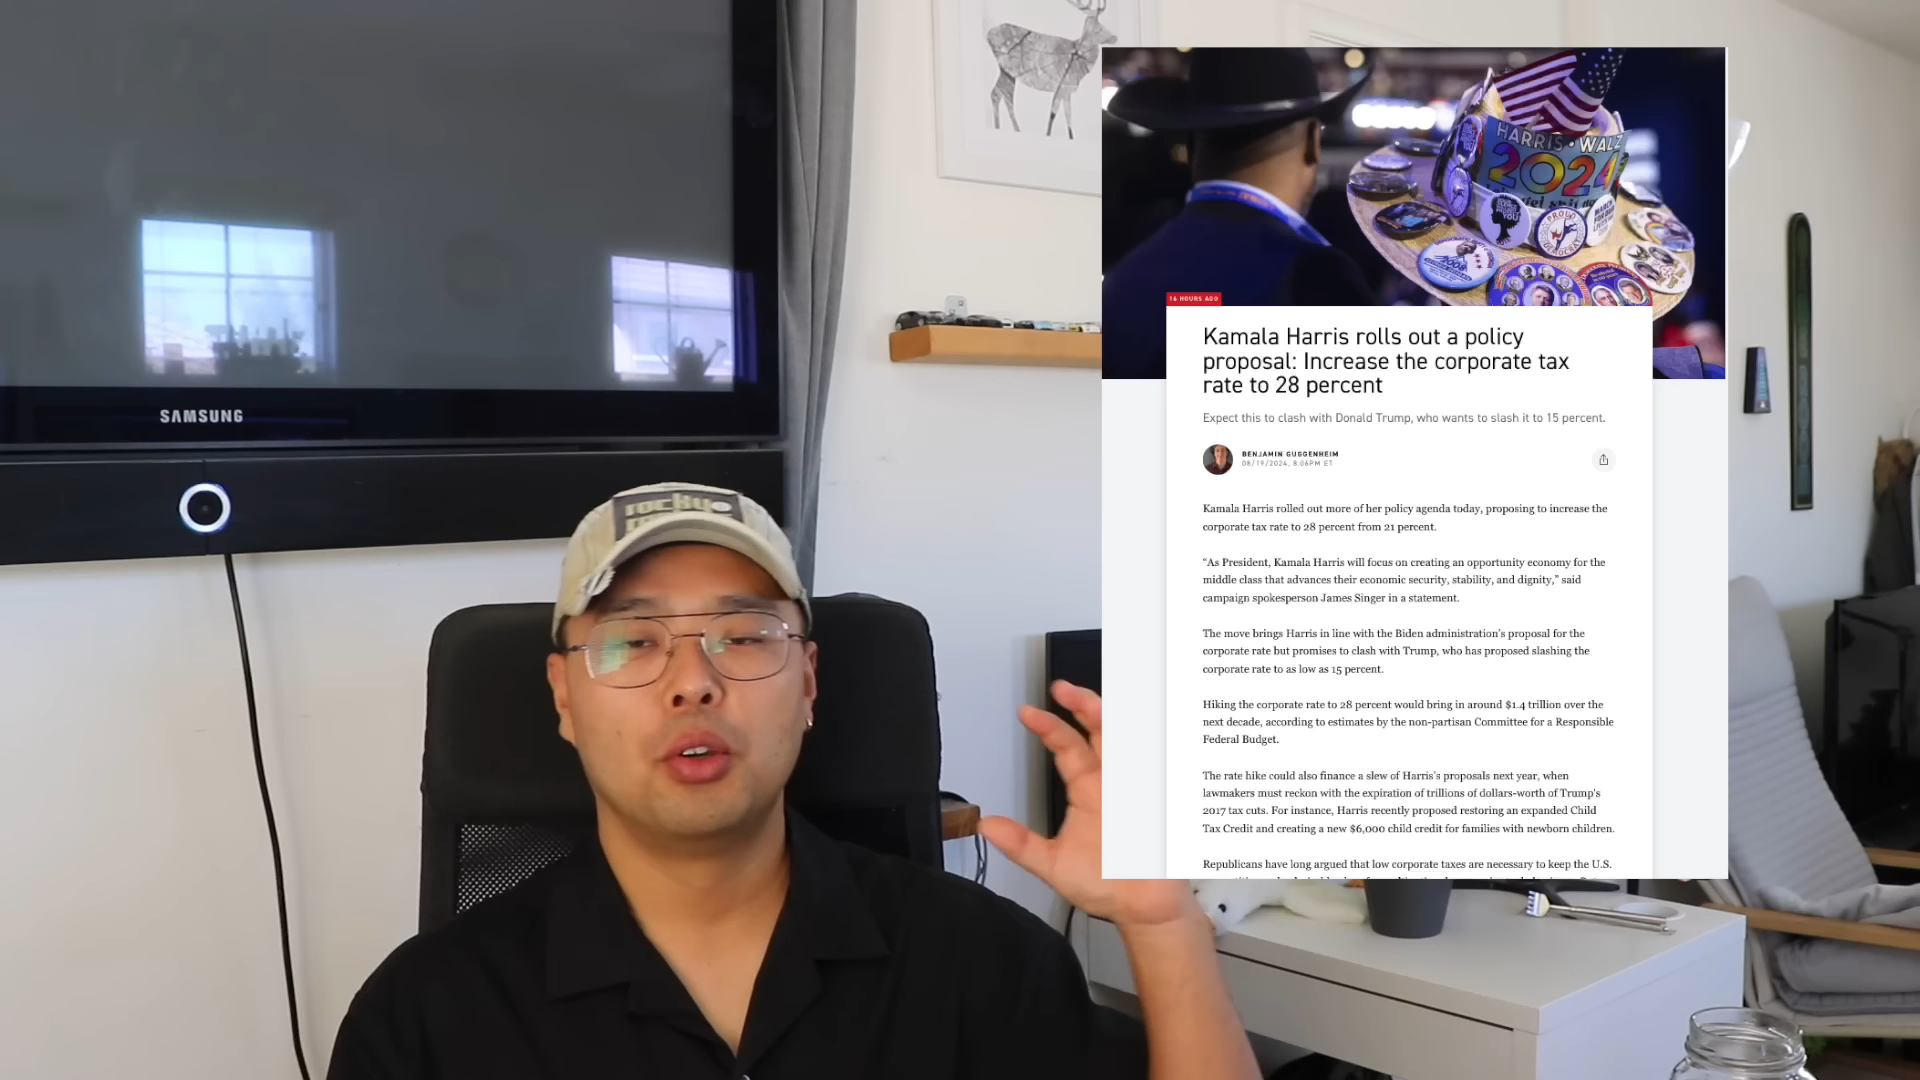 SAMSUNG
rocky
HARRIS • WALZ
2024
PROUD
DEMOCRAT
2008
16 HOURS AGO
Kamala Harris rolls out a policy
proposal: Increase the corporate tax
rate to 28 percent
Expect this to clash with Donald Trump, who wants to slash it to 15 percent.
BENJAMIN GUGGENHEIM
08/19/2024, 8:06PM ET
Kamala Harris rolled out more of her policy agenda today, proposing to increase the
corporate tax rate to 28 percent from 21 percent.
“As President, Kamala Harris will focus on creating an opportunity economy for the
middle class that advances their economic security, stability, and dignity,” said
campaign spokesperson James Singer in a statement.
The move brings Harris in line with the Biden administration’s proposal for the
corporate rate but promises to clash with Trump, who has proposed slashing the
corporate rate to as low as 15 percent.
Hiking the corporate rate to 28 percent would bring in around $1.4 trillion over the
next decade, according to estimates by the non-partisan Committee for a Responsible
Federal Budget.
The rate hike could also finance a slew of Harris’s proposals next year, when
lawmakers must reckon with the expiration of trillions of dollars-worth of Trump’s
2017 tax cuts. For instance, Harris recently proposed restoring an expanded Child
Tax Credit and creating a new $6,000 child credit for families with newborn children.
Republicans have long argued that low corporate taxes are necessary to keep the U.S.